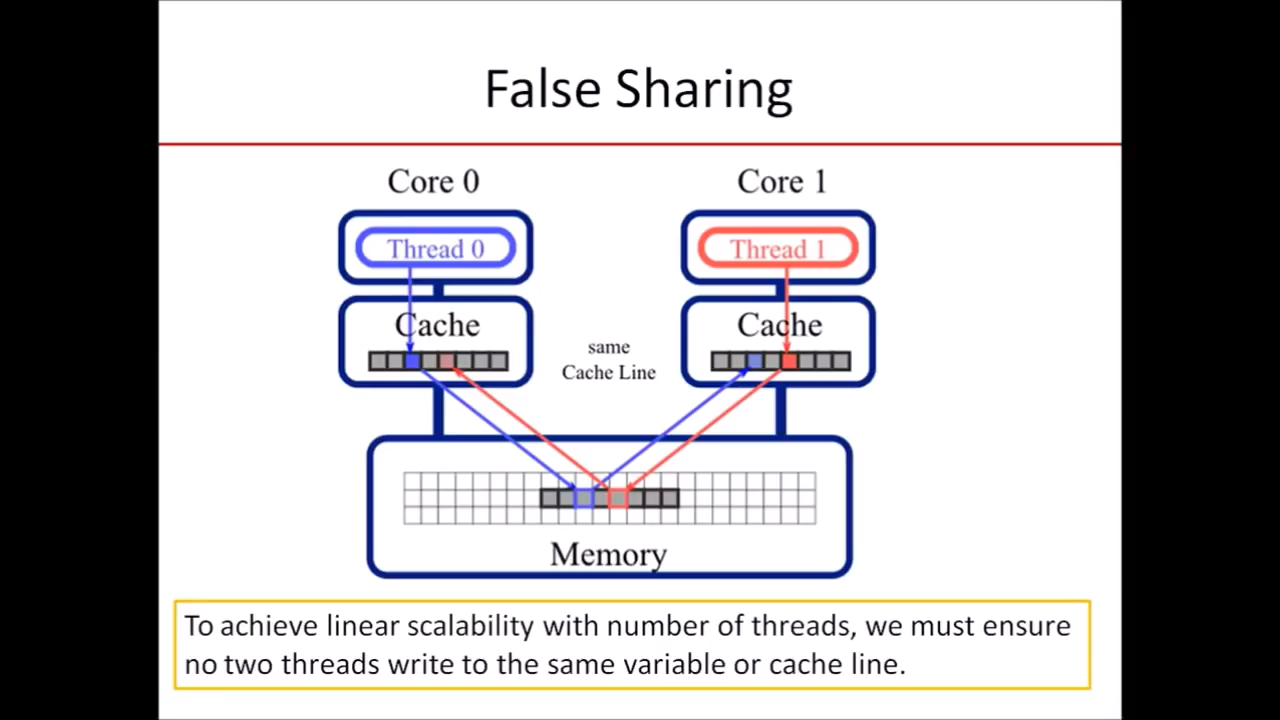 False Sharing
Core 0
Core 1
Thread 0
Thread 1
Cache
Cache
same
Cache Line
Memory
To achieve linear scalability with number of threads, we must ensure
no two threads write to the same variable or cache line.